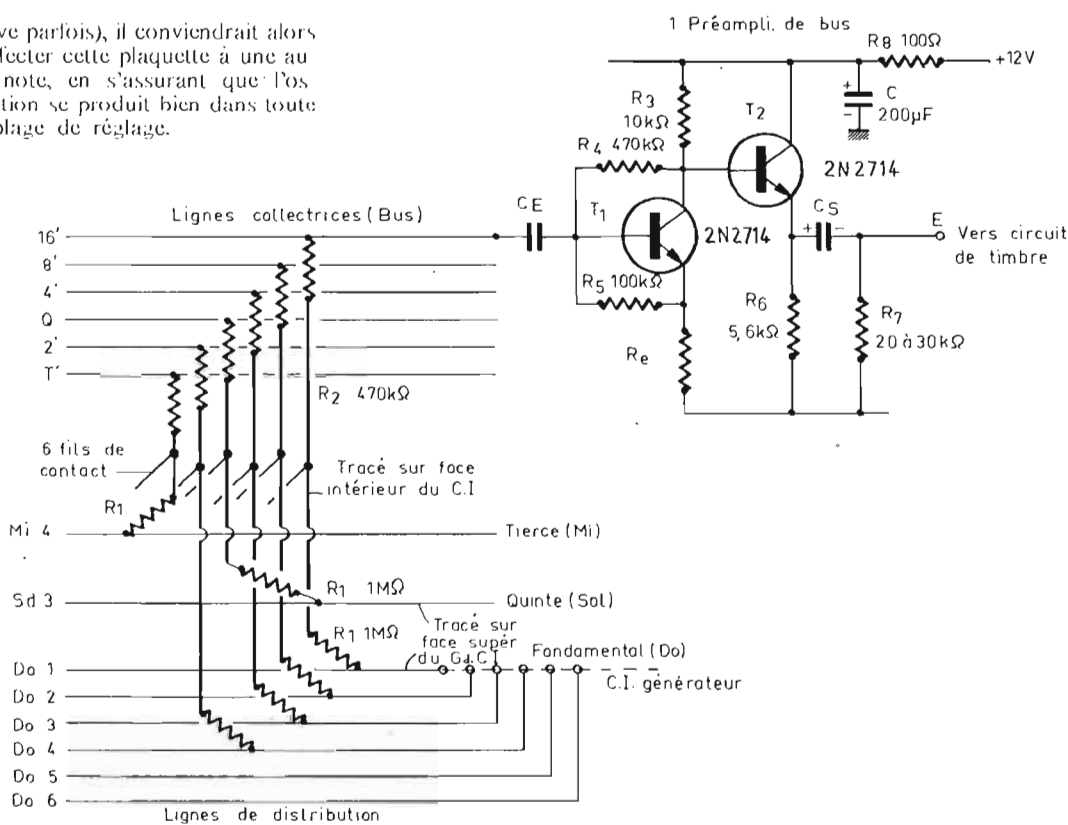 ve parfois), il conviendrait alors
ffecter cette plaquette à une au
note, en s'assurant que l'os
tion se produit bien dans toute
plage de réglage.
1 Préampli. de bus
R8 100Ω
+12V
+
C
-
200µF
R3
10kΩ
T2
R4 470kΩ
2N2714
CE
T1
2N2714
CS
+ -
E
Vers circuit
de timbre
R5 100kΩ
R6
5,6kΩ
R7
20 à 30kΩ
Re
Lignes collectrices (Bus)
16'
8'
4'
Q
2'
T'
R2 470kΩ
6 fils de
contact
Tracé sur face
intérieur du C.I
R1
Mi 4
Tierce (Mi)
R1 1MΩ
Sd 3
Quinte (Sol)
R1 1MΩ
Tracé sur
face supér
du Gd.C.I
Fondamental (Do)
C.I. générateur
Do 1
Do 2
Do 3
Do 4
Do 5
Do 6
Lignes de distribution